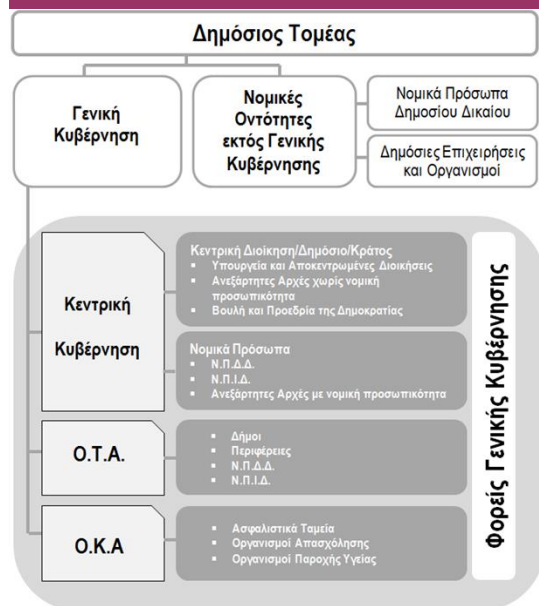 Δημόσιος Τομέας
Γενική
Κυβέρνηση
Νομικές
Οντότητες
εκτός Γενικής
Κυβέρνησης
Νομικά Πρόσωπα
Δημοσίου Δικαίου
Δημόσιες Επιχειρήσεις
και Οργανισμοί
Κεντρική
Κυβέρνηση
Κεντρική Διοίκηση/Δημόσιο/Κράτος
▪ Υπουργεία και Αποκεντρωμένες Διοικήσεις
▪ Ανεξάρτητες Αρχές χωρίς νομική
προσωπικότητα
▪ Βουλή και Προεδρία της Δημοκρατίας
Νομικά Πρόσωπα
▪ Ν.Π.Δ.Δ.
▪ Ν.Π.Ι.Δ.
▪ Ανεξάρτητες Αρχές με νομική προσωπικότητα
Ο.Τ.Α.
▪ Δήμοι
▪ Περιφέρειες
▪ Ν.Π.Δ.Δ.
▪ Ν.Π.Ι.Δ.
Ο.Κ.Α
▪ Ασφαλιστικά Ταμεία
▪ Οργανισμοί Απασχόλησης
▪ Οργανισμοί Παροχής Υγείας
Φορείς Γενικής Κυβέρνησης